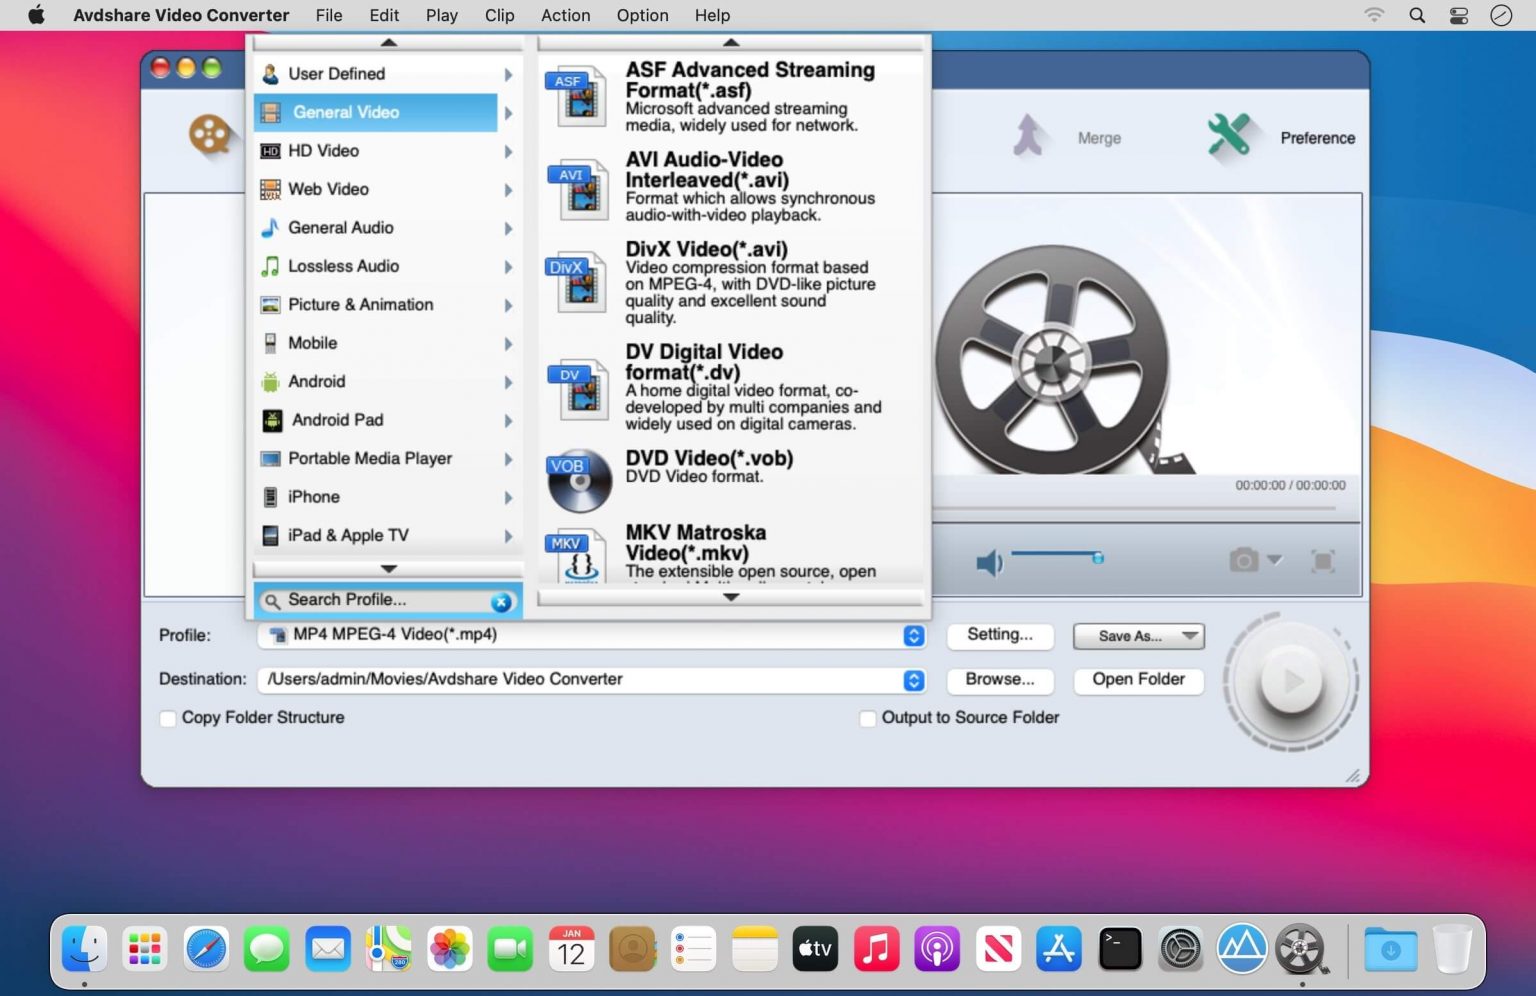 Avdshare Video Converter File Edit Play Clip Action Option Help
User Defined
General Video
HD Video
Web Video
General Audio
Lossless Audio
Picture & Animation
Mobile
Android
Android Pad
Portable Media Player
iPhone
iPad & Apple TV
Search Profile...
ASF
ASF Advanced Streaming
Format(*.asf)
Microsoft advanced streaming
media, widely used for network.
AVI
AVI Audio-Video
Interleaved(*.avi)
Format which allows synchronous
audio-with-video playback.
DivX
DivX Video(*.avi)
Video compression format based
on MPEG-4, with DVD-like picture
quality and excellent sound
quality.
DV
DV Digital Video
format(*.dv)
A home digital video format, co-
developed by multi companies and
widely used on digital cameras.
VOB
DVD Video(*.vob)
DVD Video format.
MKV
MKV Matroska
Video(*.mkv)
The extensible open source, open
Merge
Preference
00:00:00 / 00:00:00
Profile: MP4 MPEG-4 Video(*.mp4) Setting... Save As...
Destination: /Users/admin/Movies/Avdshare Video Converter Browse... Open Folder
Copy Folder Structure Output to Source Folder
280
JAN
12
tv
>_